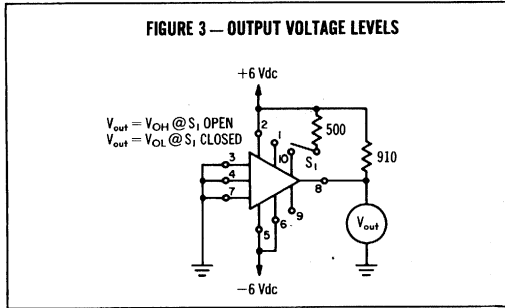 FIGURE 3 — OUTPUT VOLTAGE LEVELS
+6 Vdc
Vout = VOH @ S1 OPEN
Vout = VOL @ S1 CLOSED
2
1
10
S1
500
910
3
4
7
8
5
6
9
Vout
−6 Vdc